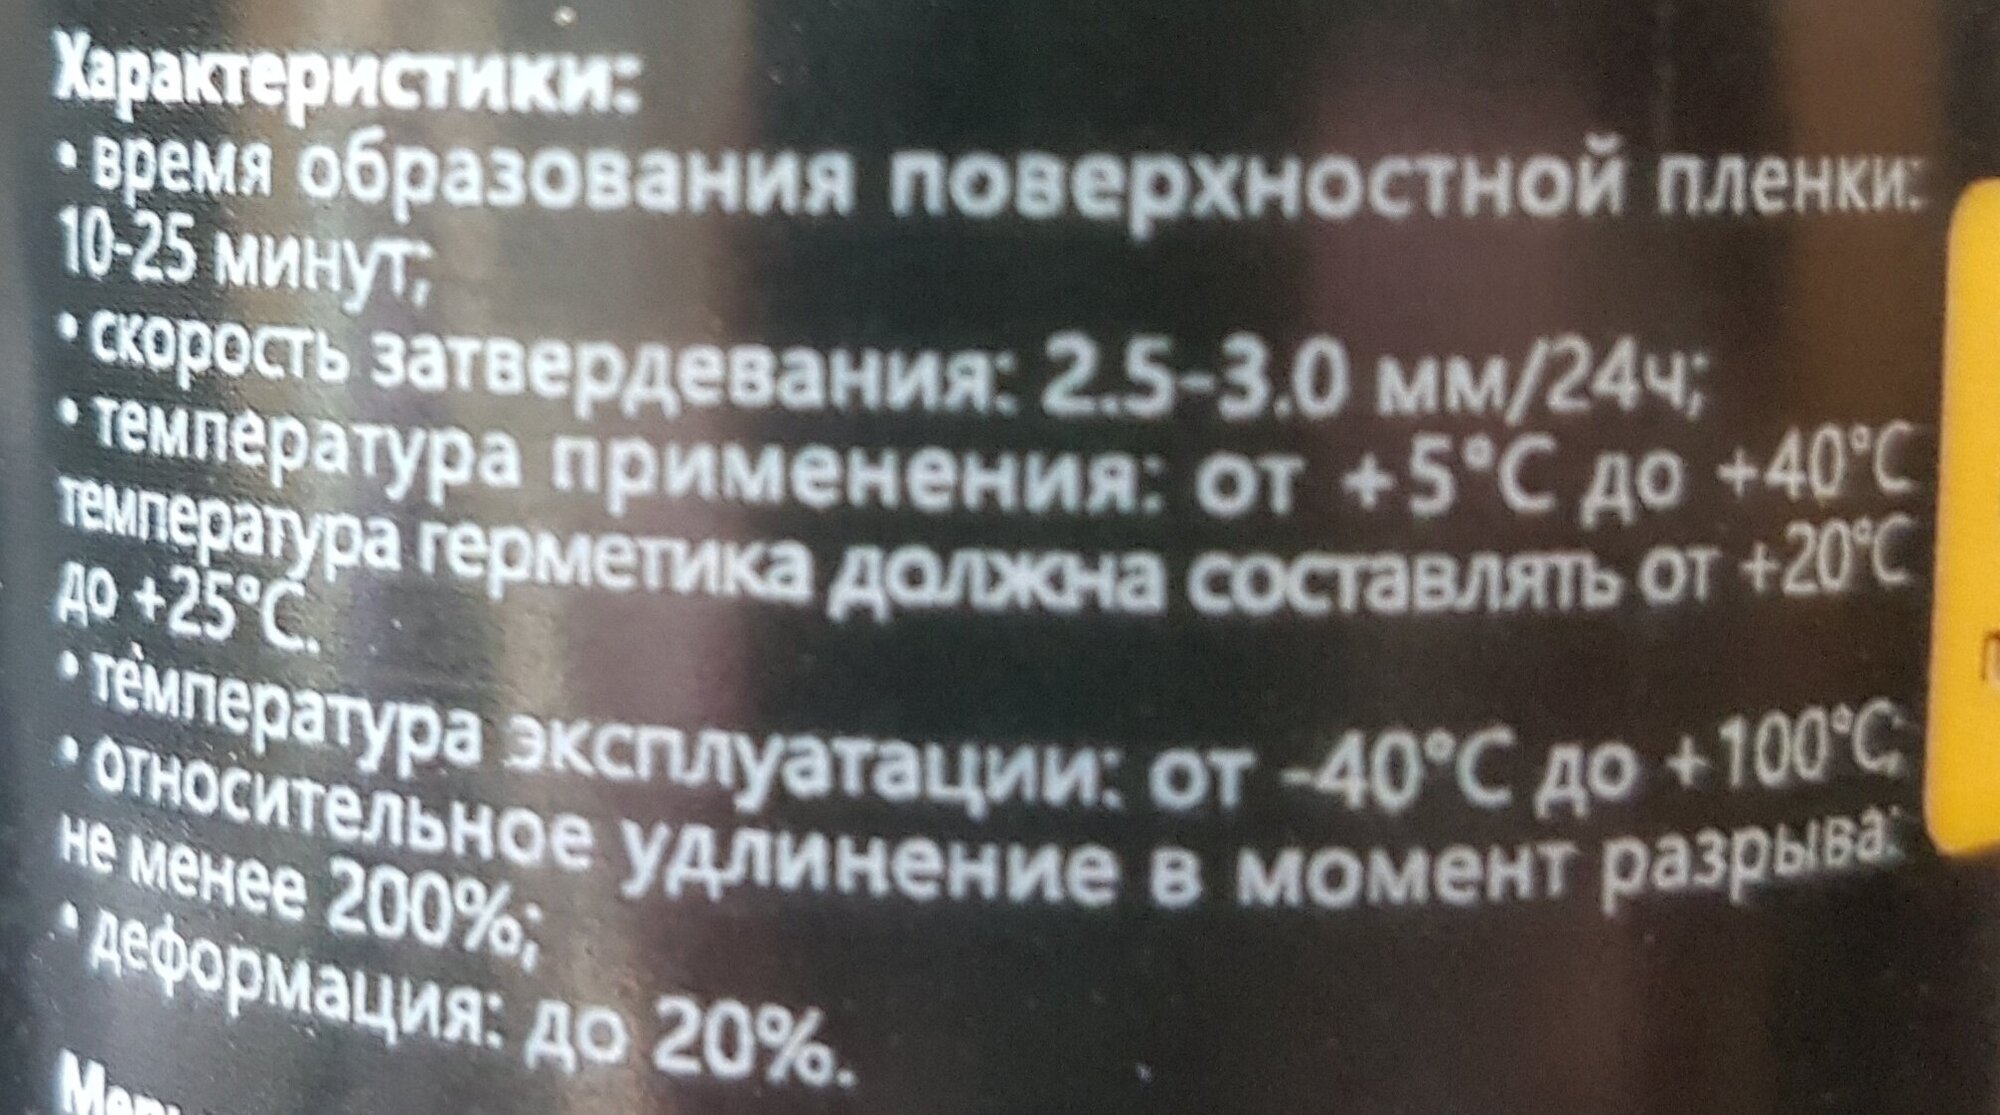 Характеристики:
• время образования поверхностной пленки:
10-25 минут;
• скорость затвердевания: 2.5-3.0 мм/24ч;
• температура применения: от +5°С до +40°С
температура герметика должна составлять от +20°С
до +25°С.
• температура эксплуатации: от -40°С до +100°С;
• относительное удлинение в момент разрыва:
не менее 200%;
• деформация: до 20%.